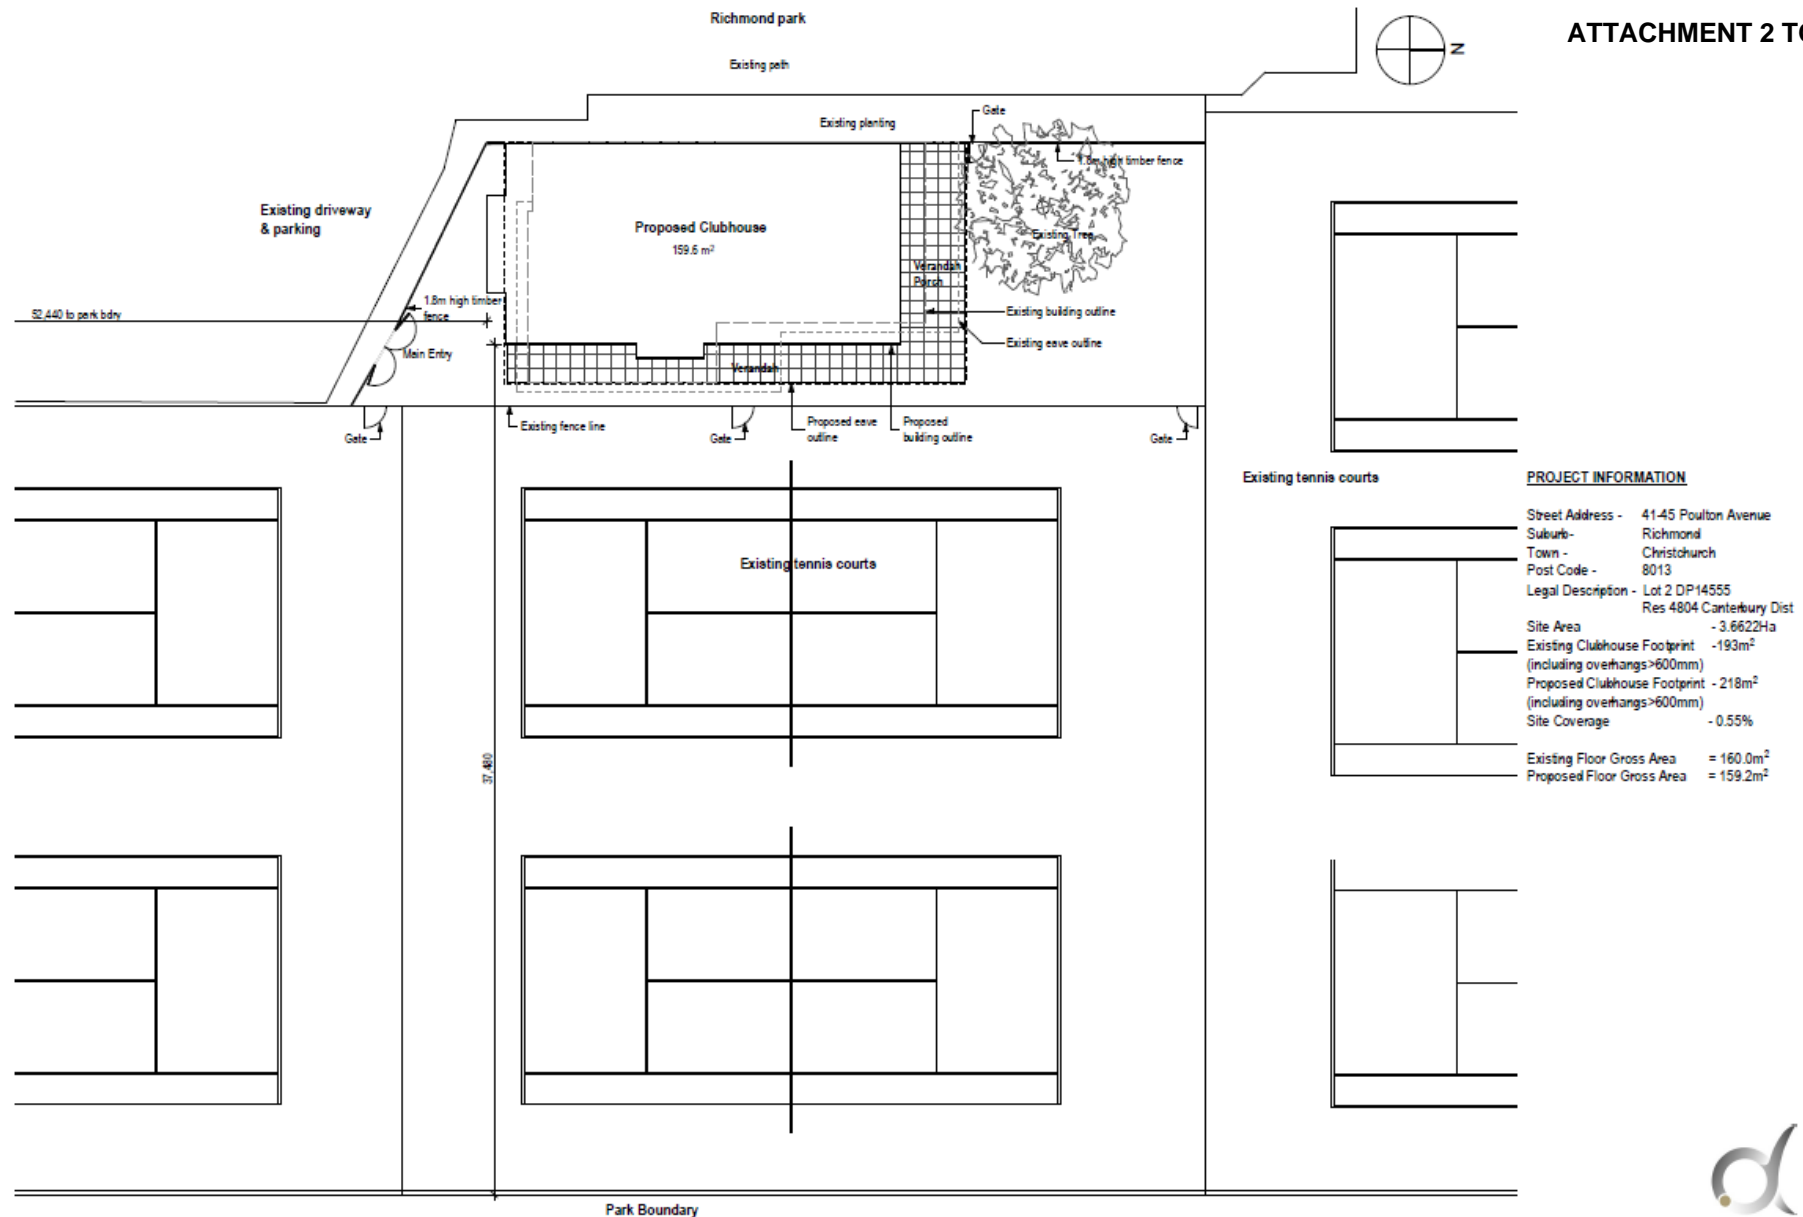 Richmond park
ATTACHMENT 2 TO
N
Existing path
Gate
Existing planting
1.8m high timber fence
Existing driveway
& parking
Proposed Clubhouse
159.6 m²
Existing Tree
Verandah
Porch
1.8m high timber
fence
52,440 to park bdry
Existing building outline
Existing eave outline
Main Entry
Verandah
Existing fence line
Proposed eave
outline
Proposed
building outline
Gate
Gate
Gate
Existing tennis courts
Existing tennis courts
PROJECT INFORMATION
Street Address - 41-45 Poulton Avenue
Suburb- Richmond
Town - Christchurch
Post Code - 8013
Legal Description - Lot 2 DP14555
Res 4804 Canterbury Dist
Site Area - 3.6622Ha
Existing Clubhouse Footprint -193m²
(including overhangs>600mm)
Proposed Clubhouse Footprint - 218m²
(including overhangs>600mm)
Site Coverage - 0.55%
Existing Floor Gross Area = 160.0m²
Proposed Floor Gross Area = 159.2m²
37,480
Park Boundary